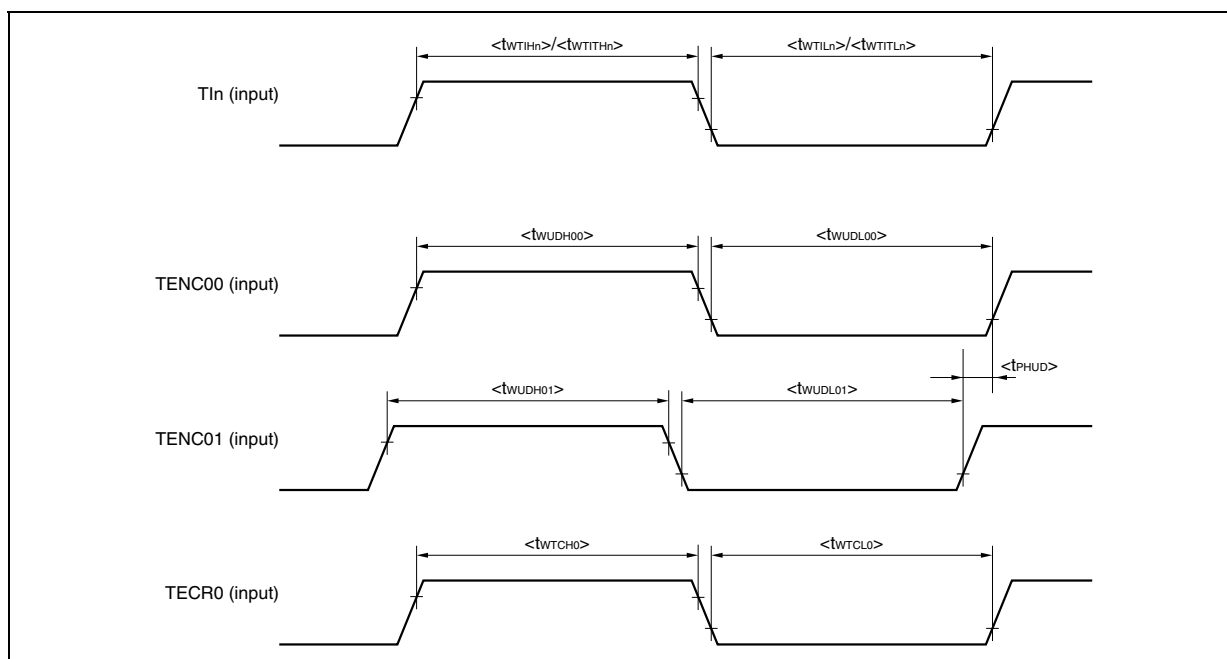 <tWTIHn>/<tWTITHn> <tWTILn>/<tWTITLn>
TIn (input)
<tWUDH00> <tWUDL00>
TENC00 (input)
<tPHUD>
<tWUDH01> <tWUDL01>
TENC01 (input)
<tWTCH0> <tWTCL0>
TECR0 (input)